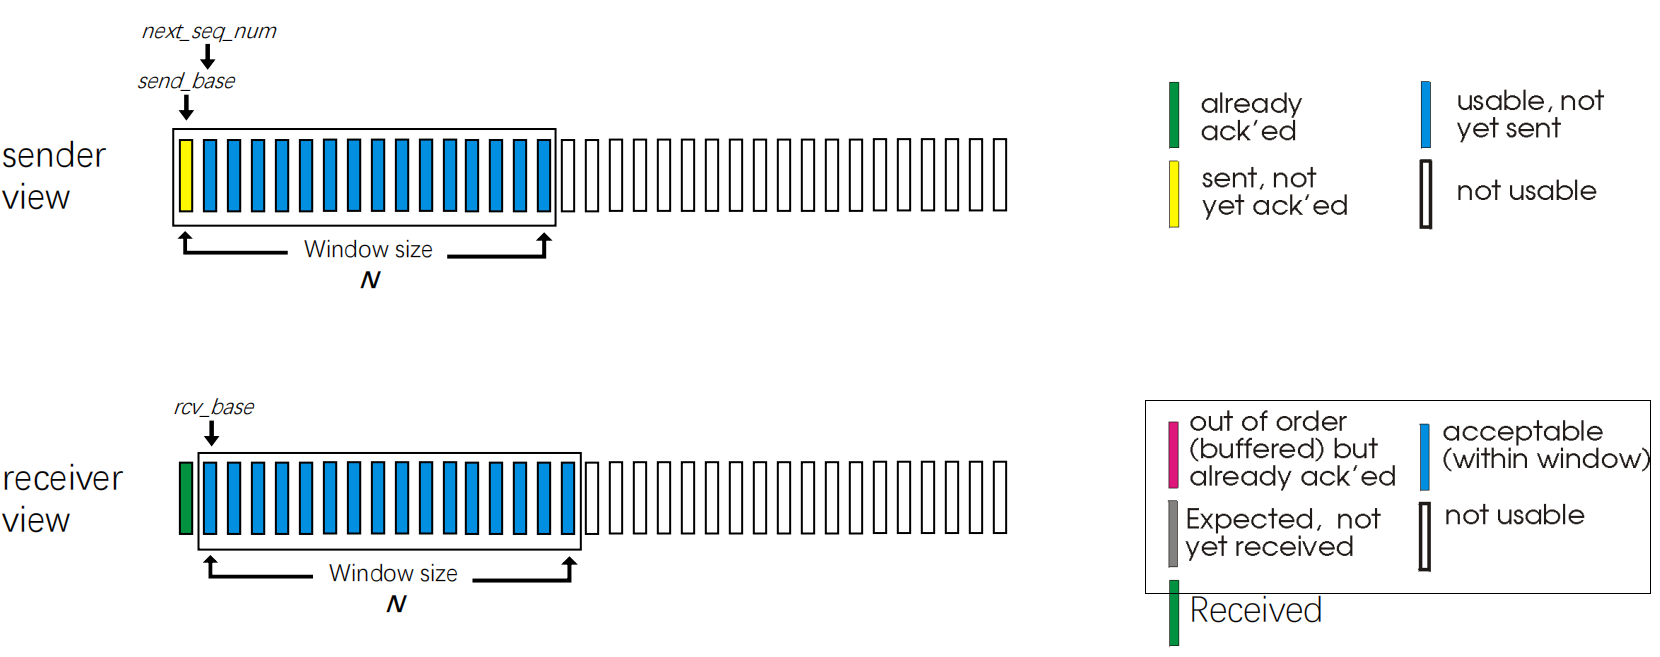 next_seq_num
send_base
sender
view
Window size
N
already
ack'ed
usable, not
yet sent
sent, not
yet ack'ed
not usable
rcv_base
receiver
view
Window size
N
out of order
(buffered) but
already ack'ed
acceptable
(within window)
Expected, not
yet received
not usable
Received